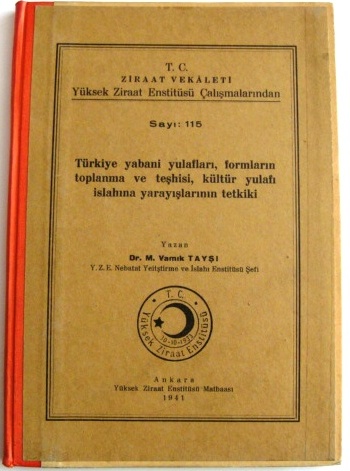 T. C.
ZİRAAT VEKÂLETİ
Yüksek Ziraat Enstitüsü Çalışmalarından
Sayı: 115
Türkiye yabani yulafları, formların
toplanma ve teşhisi, kültür yulafı
islahına yarayışlarının tetkiki
Yazan
Dr. M. Vamık TAYŞİ
Y. Z. E. Nebatat Yetiştirme ve Islahı Enstitüsü Şefi
T. C.
Yüksek Ziraat Enstitüsü
Ankara
Yüksek Ziraat Enstitüsü Matbaası
1941